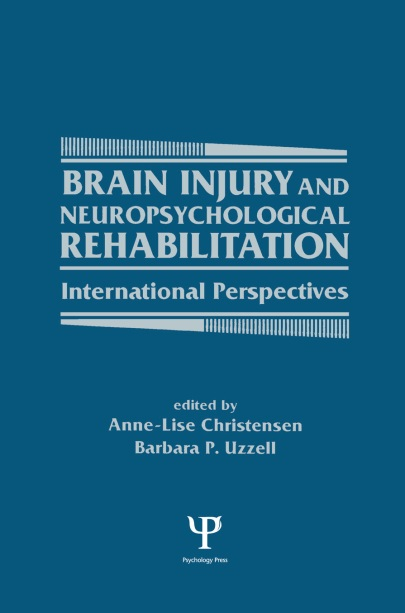 BRAIN INJURY AND
NEUROPSYCHOLOGICAL
REHABILITATION
International Perspectives
edited by
Anne-Lise Christensen
Barbara P. Uzzell
Psychology Press